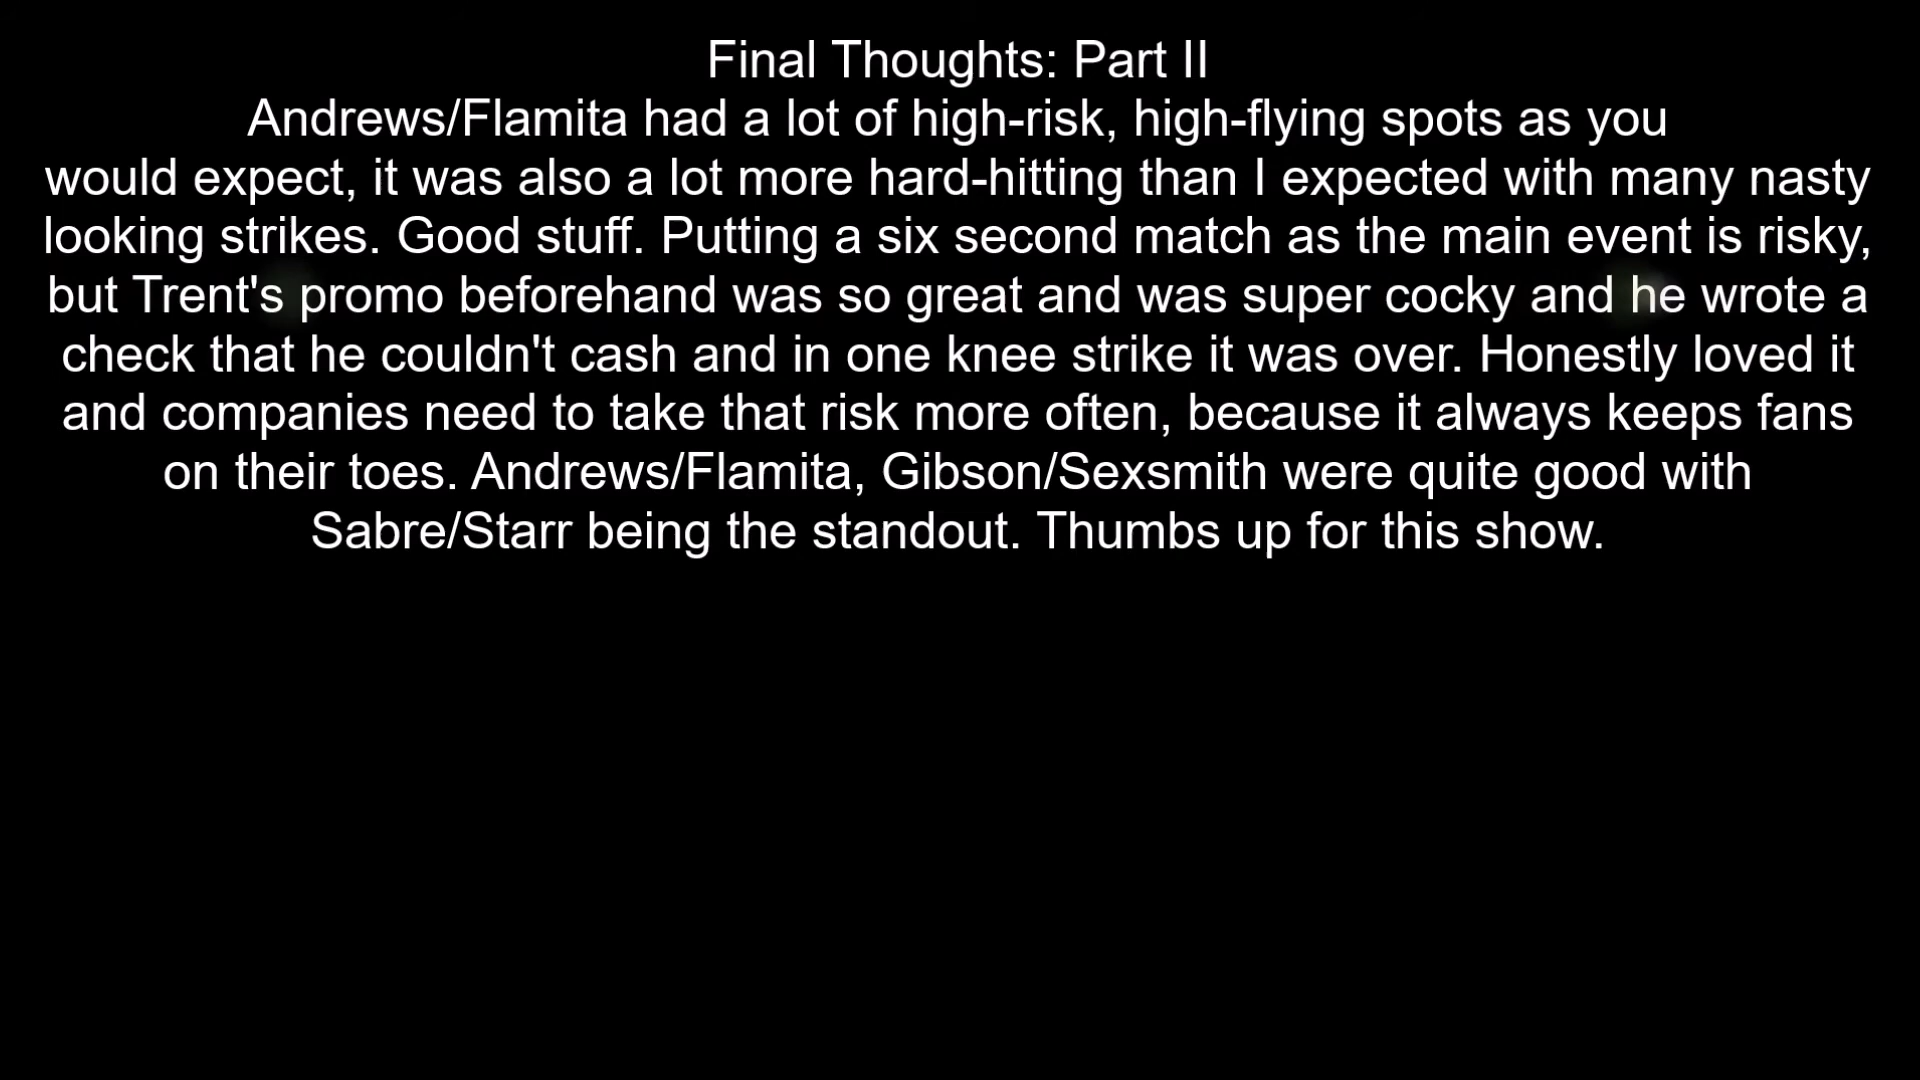 Final Thoughts: Part II
Andrews/Flamita had a lot of high-risk, high-flying spots as you
would expect, it was also a lot more hard-hitting than I expected with many nasty
looking strikes. Good stuff. Putting a six second match as the main event is risky,
but Trent's promo beforehand was so great and was super cocky and he wrote a
check that he couldn't cash and in one knee strike it was over. Honestly loved it
and companies need to take that risk more often, because it always keeps fans
on their toes. Andrews/Flamita, Gibson/Sexsmith were quite good with
Sabre/Starr being the standout. Thumbs up for this show.